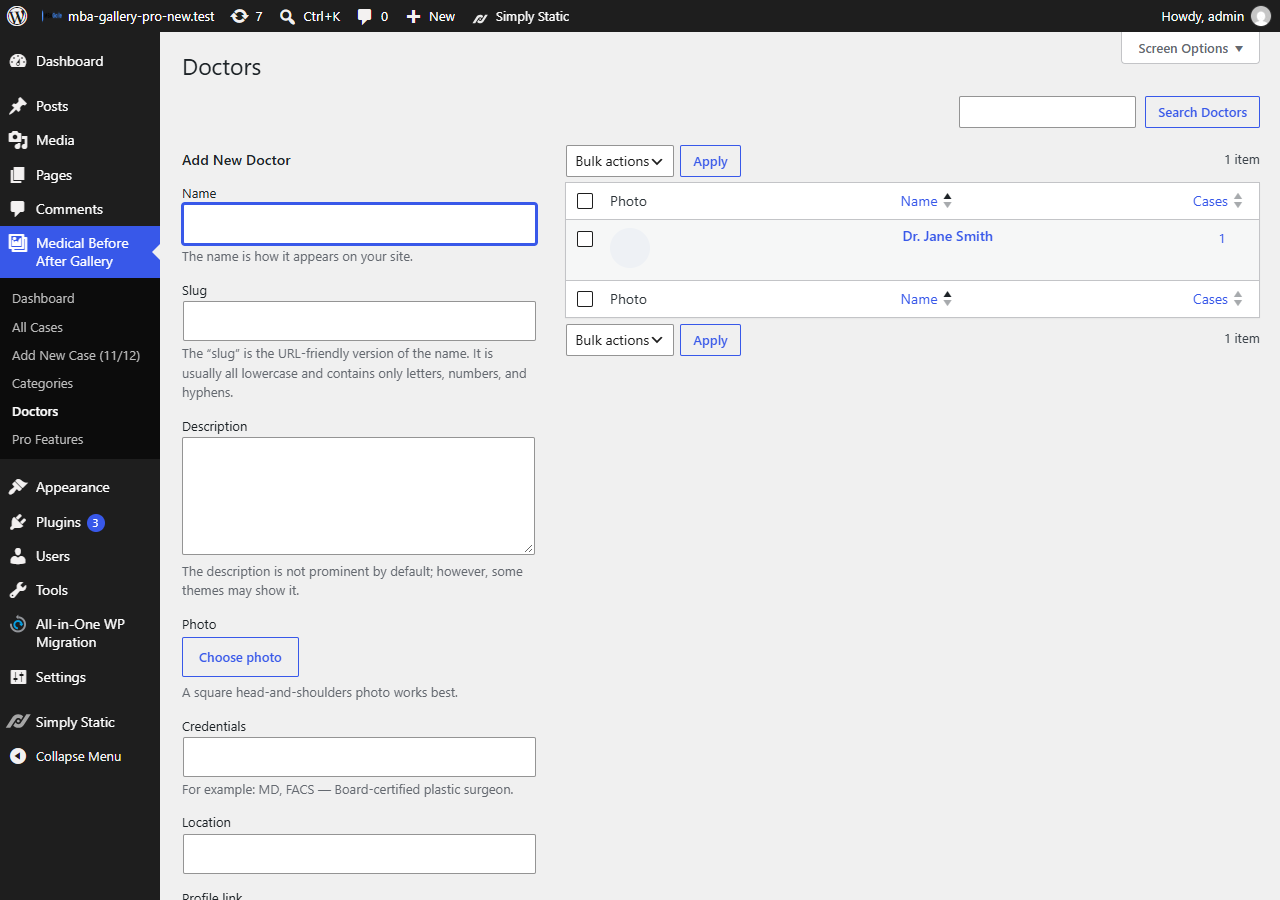 mba-gallery-pro-new.test 7 Ctrl+K 0 New Simply Static Howdy, admin
Screen Options
Dashboard
Posts
Media
Pages
Comments
Medical Before
After Gallery
Dashboard
All Cases
Add New Case (11/12)
Categories
Doctors
Pro Features
Appearance
Plugins 3
Users
Tools
All-in-One WP
Migration
Settings
Simply Static
Collapse Menu
Doctors
Search Doctors
Add New Doctor
Name
The name is how it appears on your site.
Slug
The “slug” is the URL-friendly version of the name. It is
usually all lowercase and contains only letters, numbers, and
hyphens.
Description
The description is not prominent by default; however, some
themes may show it.
Photo
Choose photo
A square head-and-shoulders photo works best.
Credentials
For example: MD, FACS — Board-certified plastic surgeon.
Location
Profile link
Bulk actions Apply 1 item
Photo Name Cases
Dr. Jane Smith 1
Photo Name Cases
Bulk actions Apply 1 item